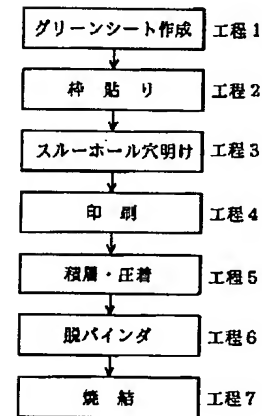 グリーンシート作成 工程1
枠貼り 工程2
スルーホール穴明け 工程3
印刷 工程4
積層・圧着 工程5
脱バインダ 工程6
焼結 工程7